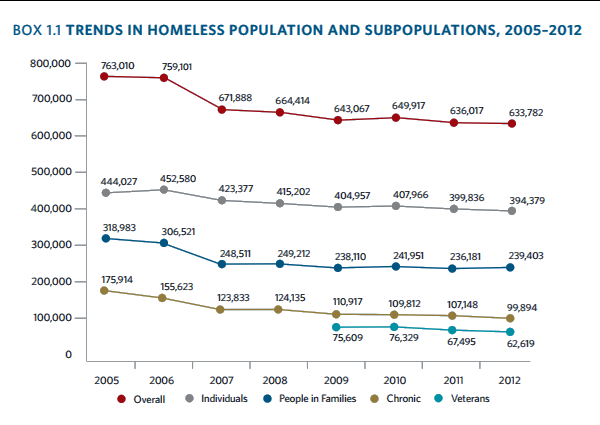 BOX 1.1 TRENDS IN HOMELESS POPULATION AND SUBPOPULATIONS, 2005–2012
800,000
763,010 759,101
700,000
671,888 664,414 643,067 649,917 636,017 633,782
600,000
500,000
444,027 452,580 423,377 415,202 404,957 407,966 399,836 394,379
400,000
318,983 306,521
300,000
248,511 249,212 238,110 241,951 236,181 239,403
200,000
175,914 155,623 123,833 124,135 110,917 109,812 107,148 99,894
100,000
75,609 76,329 67,495 62,619
0
2005 2006 2007 2008 2009 2010 2011 2012
Overall Individuals People in Families Chronic Veterans